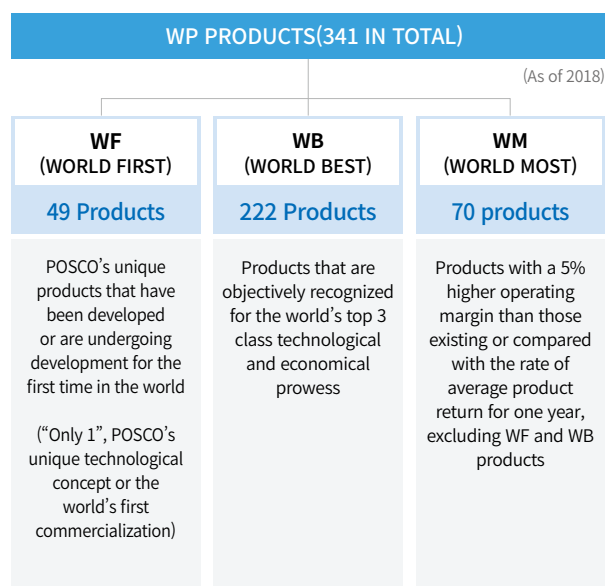 WP PRODUCTS(341 IN TOTAL)
(As of 2018)
WF
(WORLD FIRST)
49 Products
POSCO’s unique
products that have
been developed
or are undergoing
development for the
first time in the world
(“Only 1”, POSCO’s
unique technological
concept or the
world’s first
commercialization)
WB
(WORLD BEST)
222 Products
Products that are
objectively recognized
for the world’s top 3
class technological
and economical
prowess
WM
(WORLD MOST)
70 products
Products with a 5%
higher operating
margin than those
existing or compared
with the rate of
average product
return for one year,
excluding WF and WB
products